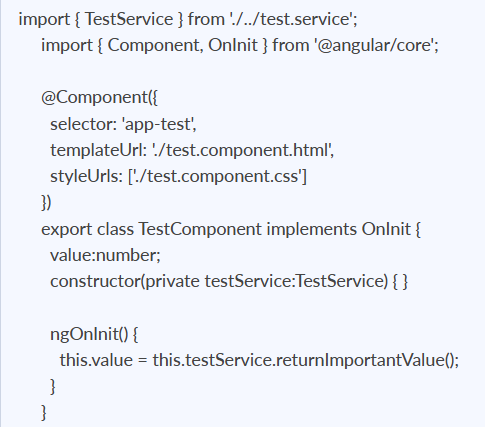 import { TestService } from './../test.service';
import { Component, OnInit } from '@angular/core';
@Component({
selector: 'app-test',
templateUrl: './test.component.html',
styleUrls: ['./test.component.css']
})
export class TestComponent implements OnInit {
value:number;
constructor(private testService:TestService) { }
ngOnInit() {
this.value = this.testService.returnImportantValue();
}
}